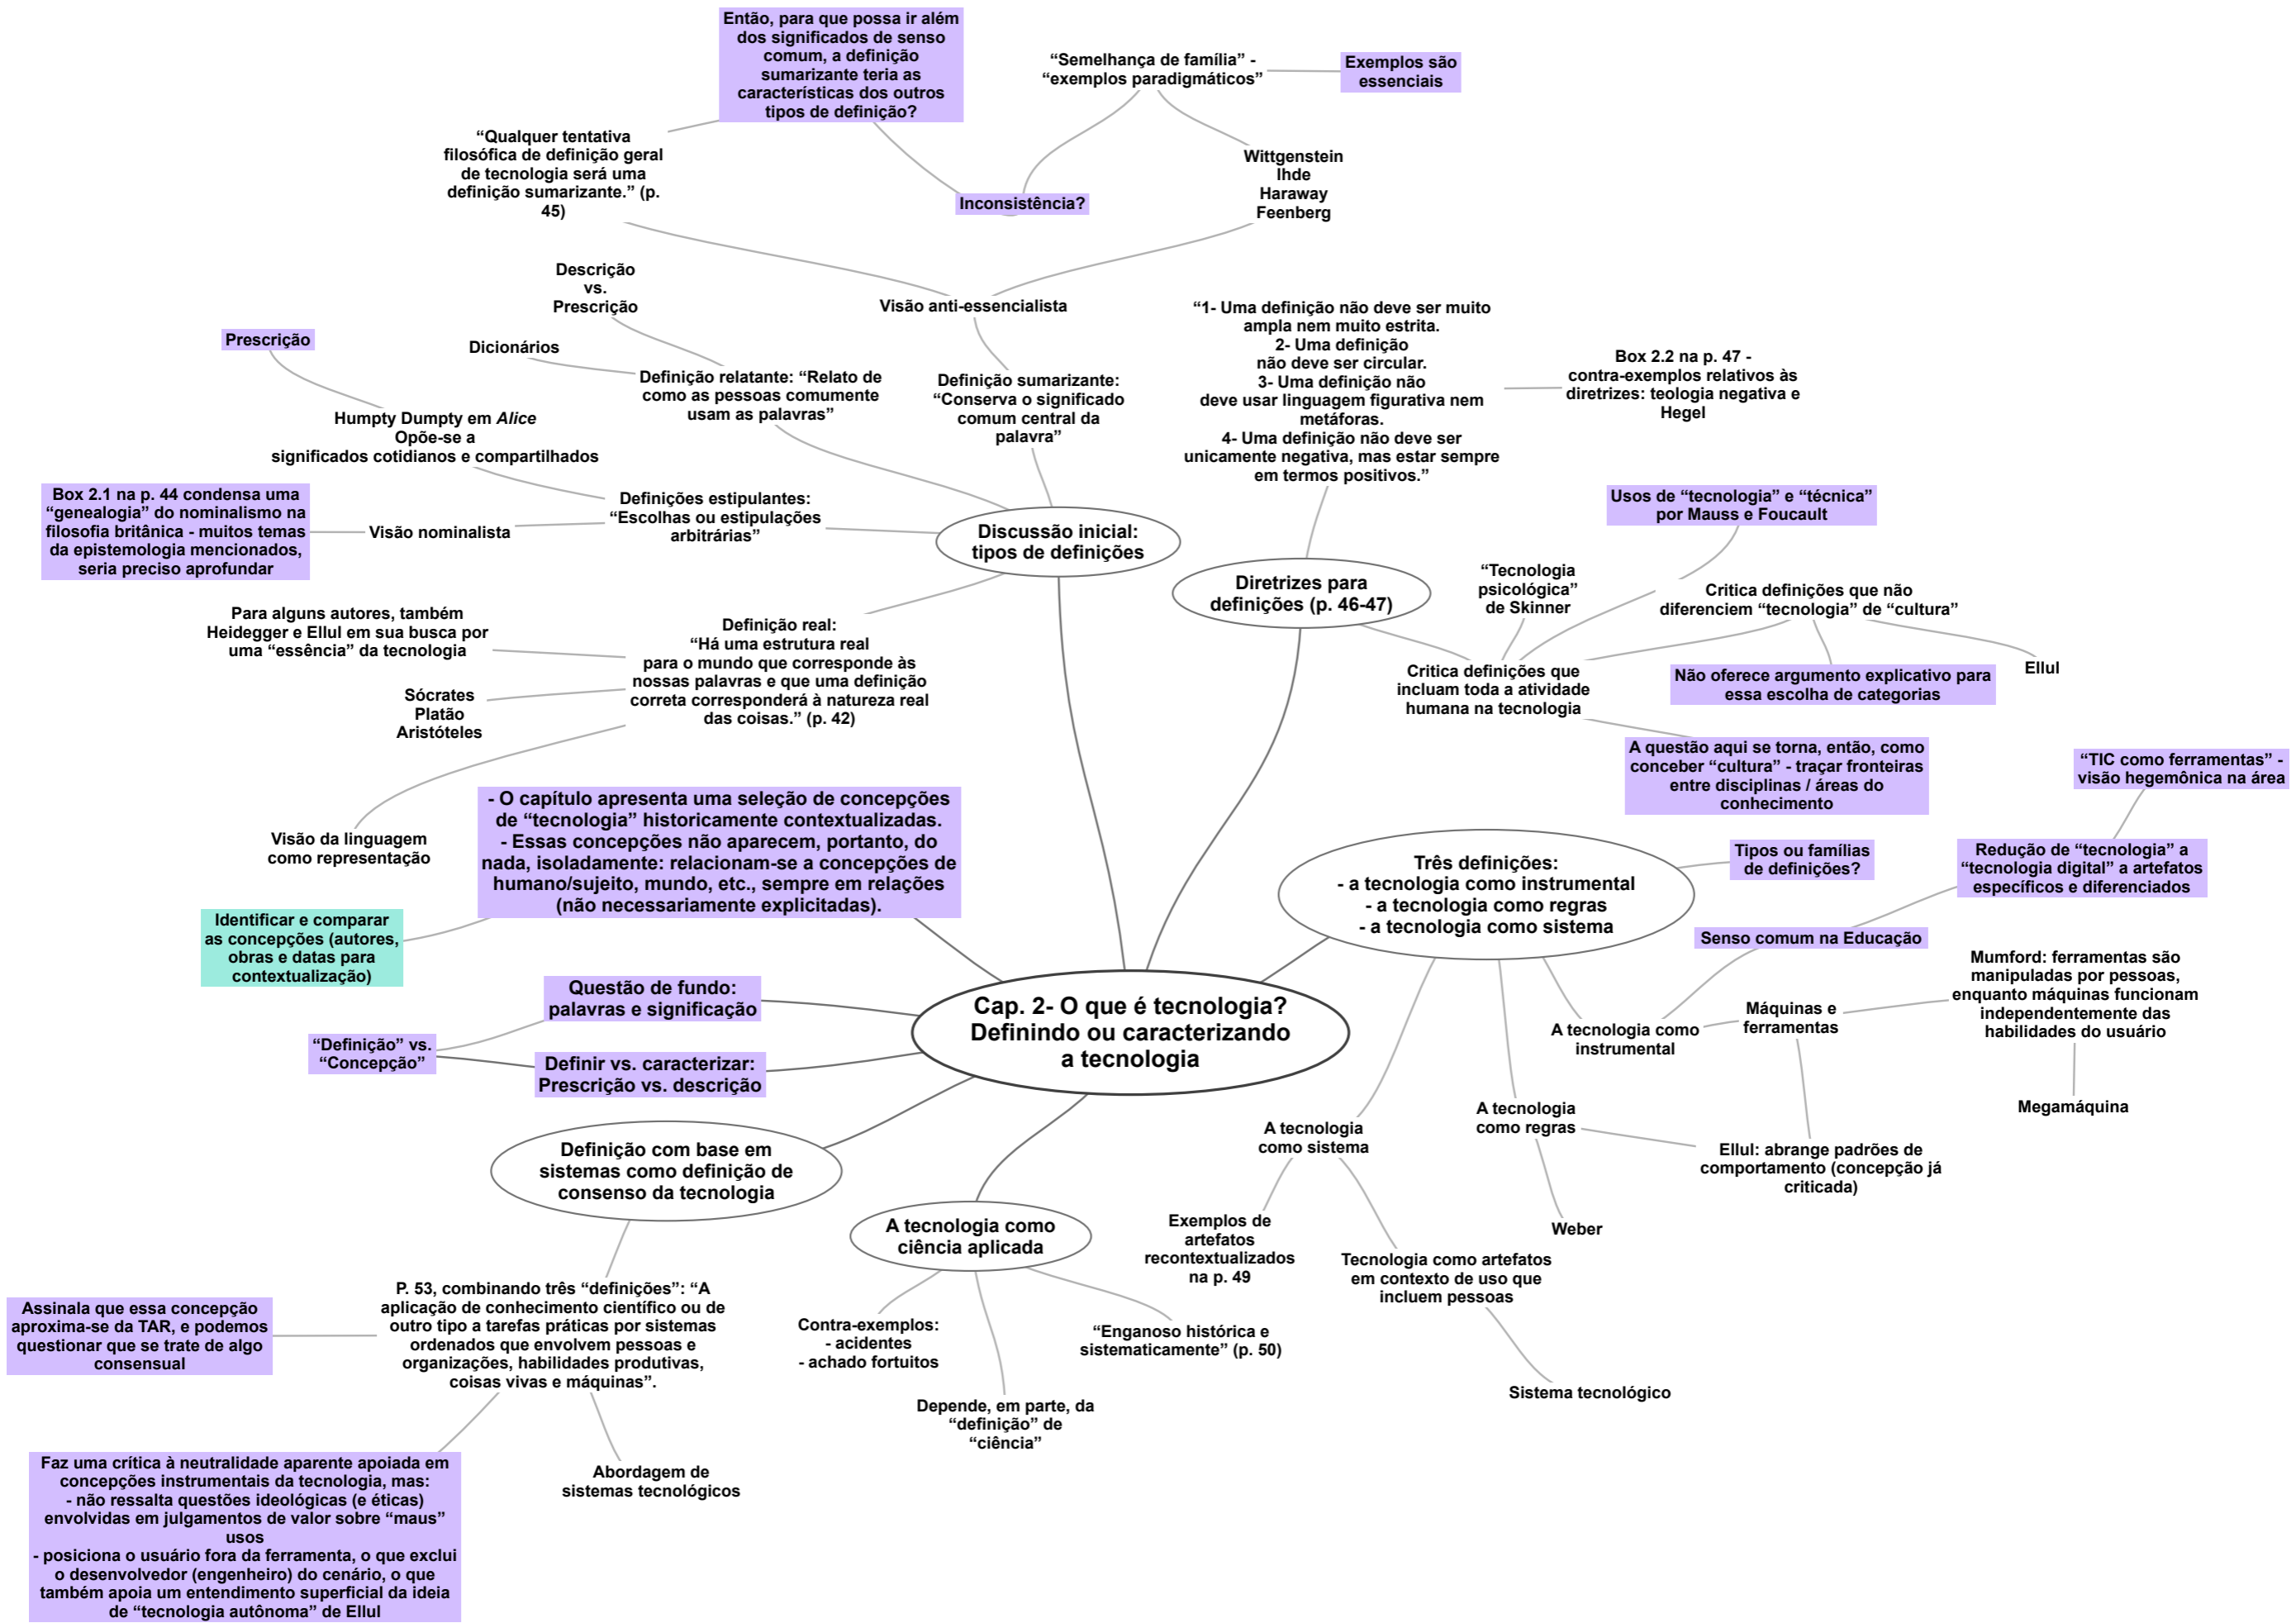 Então, para que possa ir além
dos significados de senso
comum, a definição
sumarizante teria as
características dos outros
tipos de definição?
“Semelhança de família” -
“exemplos paradigmáticos”
Exemplos são
essenciais
“Qualquer tentativa
filosófica de definição geral
de tecnologia será uma
definição sumarizante.” (p.
45)
Wittgenstein
Ihde
Haraway
Feenberg
Inconsistência?
Descrição
vs.
Prescrição
Visão anti-essencialista
“1- Uma definição não deve ser muito
ampla nem muito estrita.
2- Uma definição
não deve ser circular.
3- Uma definição não
deve usar linguagem figurativa nem
metáforas.
4- Uma definição não deve ser
unicamente negativa, mas estar sempre
em termos positivos.”
Prescrição
Dicionários
Box 2.2 na p. 47 -
contra-exemplos relativos às
diretrizes: teologia negativa e
Hegel
Definição relatante: “Relato de
como as pessoas comumente
usam as palavras”
Definição sumarizante:
“Conserva o significado
comum central da
palavra”
Humpty Dumpty em Alice
Opõe-se a
significados cotidianos e compartilhados
Box 2.1 na p. 44 condensa uma
“genealogia” do nominalismo na
filosofia britânica - muitos temas
da epistemologia mencionados,
seria preciso aprofundar
Visão nominalista
Definições estipulantes:
“Escolhas ou estipulações
arbitrárias”
Discussão inicial:
tipos de definições
Usos de “tecnologia” e “técnica”
por Mauss e Foucault
Diretrizes para
definições (p. 46-47)
“Tecnologia
psicológica”
de Skinner
Critica definições que não
diferenciem “tecnologia” de “cultura”
Para alguns autores, também
Heidegger e Ellul em sua busca por
uma “essência” da tecnologia
Definição real:
“Há uma estrutura real
para o mundo que corresponde às
nossas palavras e que uma definição
correta corresponderá à natureza real
das coisas.” (p. 42)
Critica definições que
incluam toda a atividade
humana na tecnologia
Não oferece argumento explicativo para
essa escolha de categorias
Ellul
Sócrates
Platão
Aristóteles
A questão aqui se torna, então, como
conceber “cultura” - traçar fronteiras
entre disciplinas / áreas do
conhecimento
“TIC como ferramentas” -
visão hegemônica na área
Visão da linguagem
como representação
- O capítulo apresenta uma seleção de concepções
de “tecnologia” historicamente contextualizadas.
- Essas concepções não aparecem, portanto, do
nada, isoladamente: relacionam-se a concepções de
humano/sujeito, mundo, etc., sempre em relações
(não necessariamente explicitadas).
Três definições:
- a tecnologia como instrumental
- a tecnologia como regras
- a tecnologia como sistema
Tipos ou famílias
de definições?
Redução de “tecnologia” a
“tecnologia digital” a artefatos
específicos e diferenciados
Identificar e comparar
as concepções (autores,
obras e datas para
contextualização)
Senso comum na Educação
Questão de fundo:
palavras e significação
Cap. 2- O que é tecnologia?
Definindo ou caracterizando
a tecnologia
Mumford: ferramentas são
manipuladas por pessoas,
enquanto máquinas funcionam
independentemente das
habilidades do usuário
Máquinas e
ferramentas
A tecnologia como
instrumental
“Definição” vs.
“Concepção”
Definir vs. caracterizar:
Prescrição vs. descrição
Megamáquina
A tecnologia
como regras
A tecnologia
como sistema
Definição com base em
sistemas como definição de
consenso da tecnologia
Ellul: abrange padrões de
comportamento (concepção já
criticada)
A tecnologia como
ciência aplicada
Exemplos de
artefatos
recontextualizados
na p. 49
Weber
Tecnologia como artefatos
em contexto de uso que
incluem pessoas
Assinala que essa concepção
aproxima-se da TAR, e podemos
questionar que se trate de algo
consensual
P. 53, combinando três “definições”: “A
aplicação de conhecimento científico ou de
outro tipo a tarefas práticas por sistemas
ordenados que envolvem pessoas e
organizações, habilidades produtivas,
coisas vivas e máquinas”.
Contra-exemplos:
- acidentes
- achado fortuitos
“Enganoso histórica e
sistematicamente” (p. 50)
Sistema tecnológico
Depende, em parte, da
“definição” de
“ciência”
Faz uma crítica à neutralidade aparente apoiada em
concepções instrumentais da tecnologia, mas:
- não ressalta questões ideológicas (e éticas)
envolvidas em julgamentos de valor sobre “maus”
usos
- posiciona o usuário fora da ferramenta, o que exclui
o desenvolvedor (engenheiro) do cenário, o que
também apoia um entendimento superficial da ideia
de “tecnologia autônoma” de Ellul
Abordagem de
sistemas tecnológicos